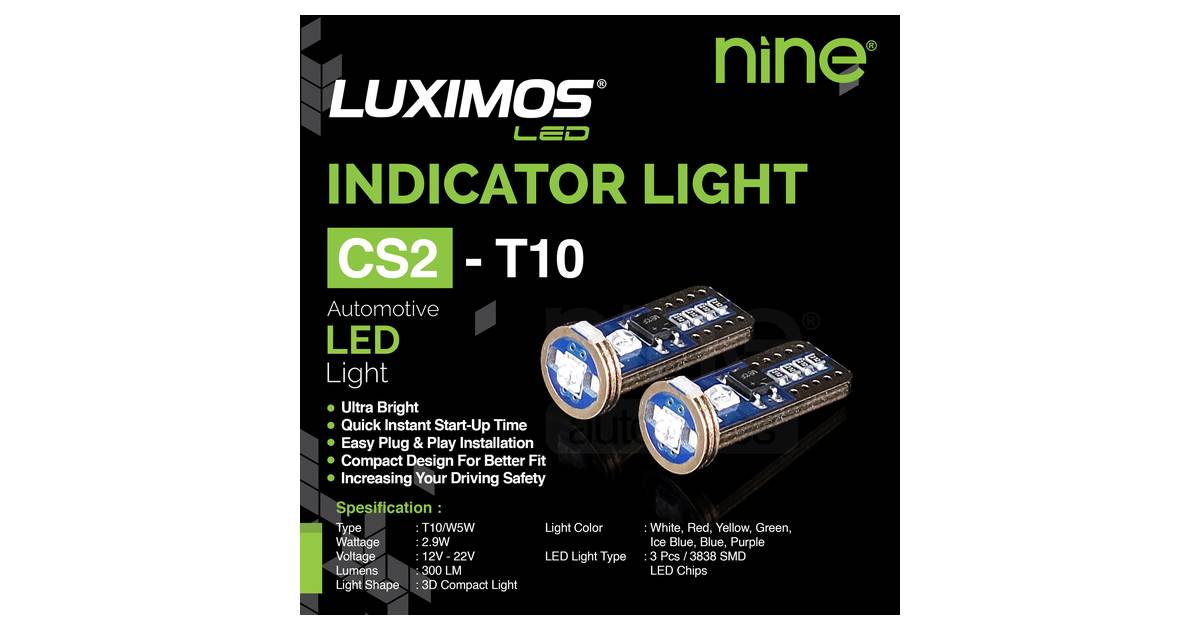 nine®
LUXIMOS®
LED
INDICATOR LIGHT
CS2 - T10
Automotive
LED
Light
Ultra Bright
Quick Instant Start-Up Time
Easy Plug & Play Installation
Compact Design For Better Fit
Increasing Your Driving Safety
Spesification :
Type : T10/W5W
Wattage : 2.9W
Voltage : 12V - 22V
Lumens : 300 LM
Light Shape : 3D Compact Light
Light Color : White, Red, Yellow, Green,
Ice Blue, Blue, Purple
LED Light Type : 3 Pcs / 3838 SMD
LED Chips